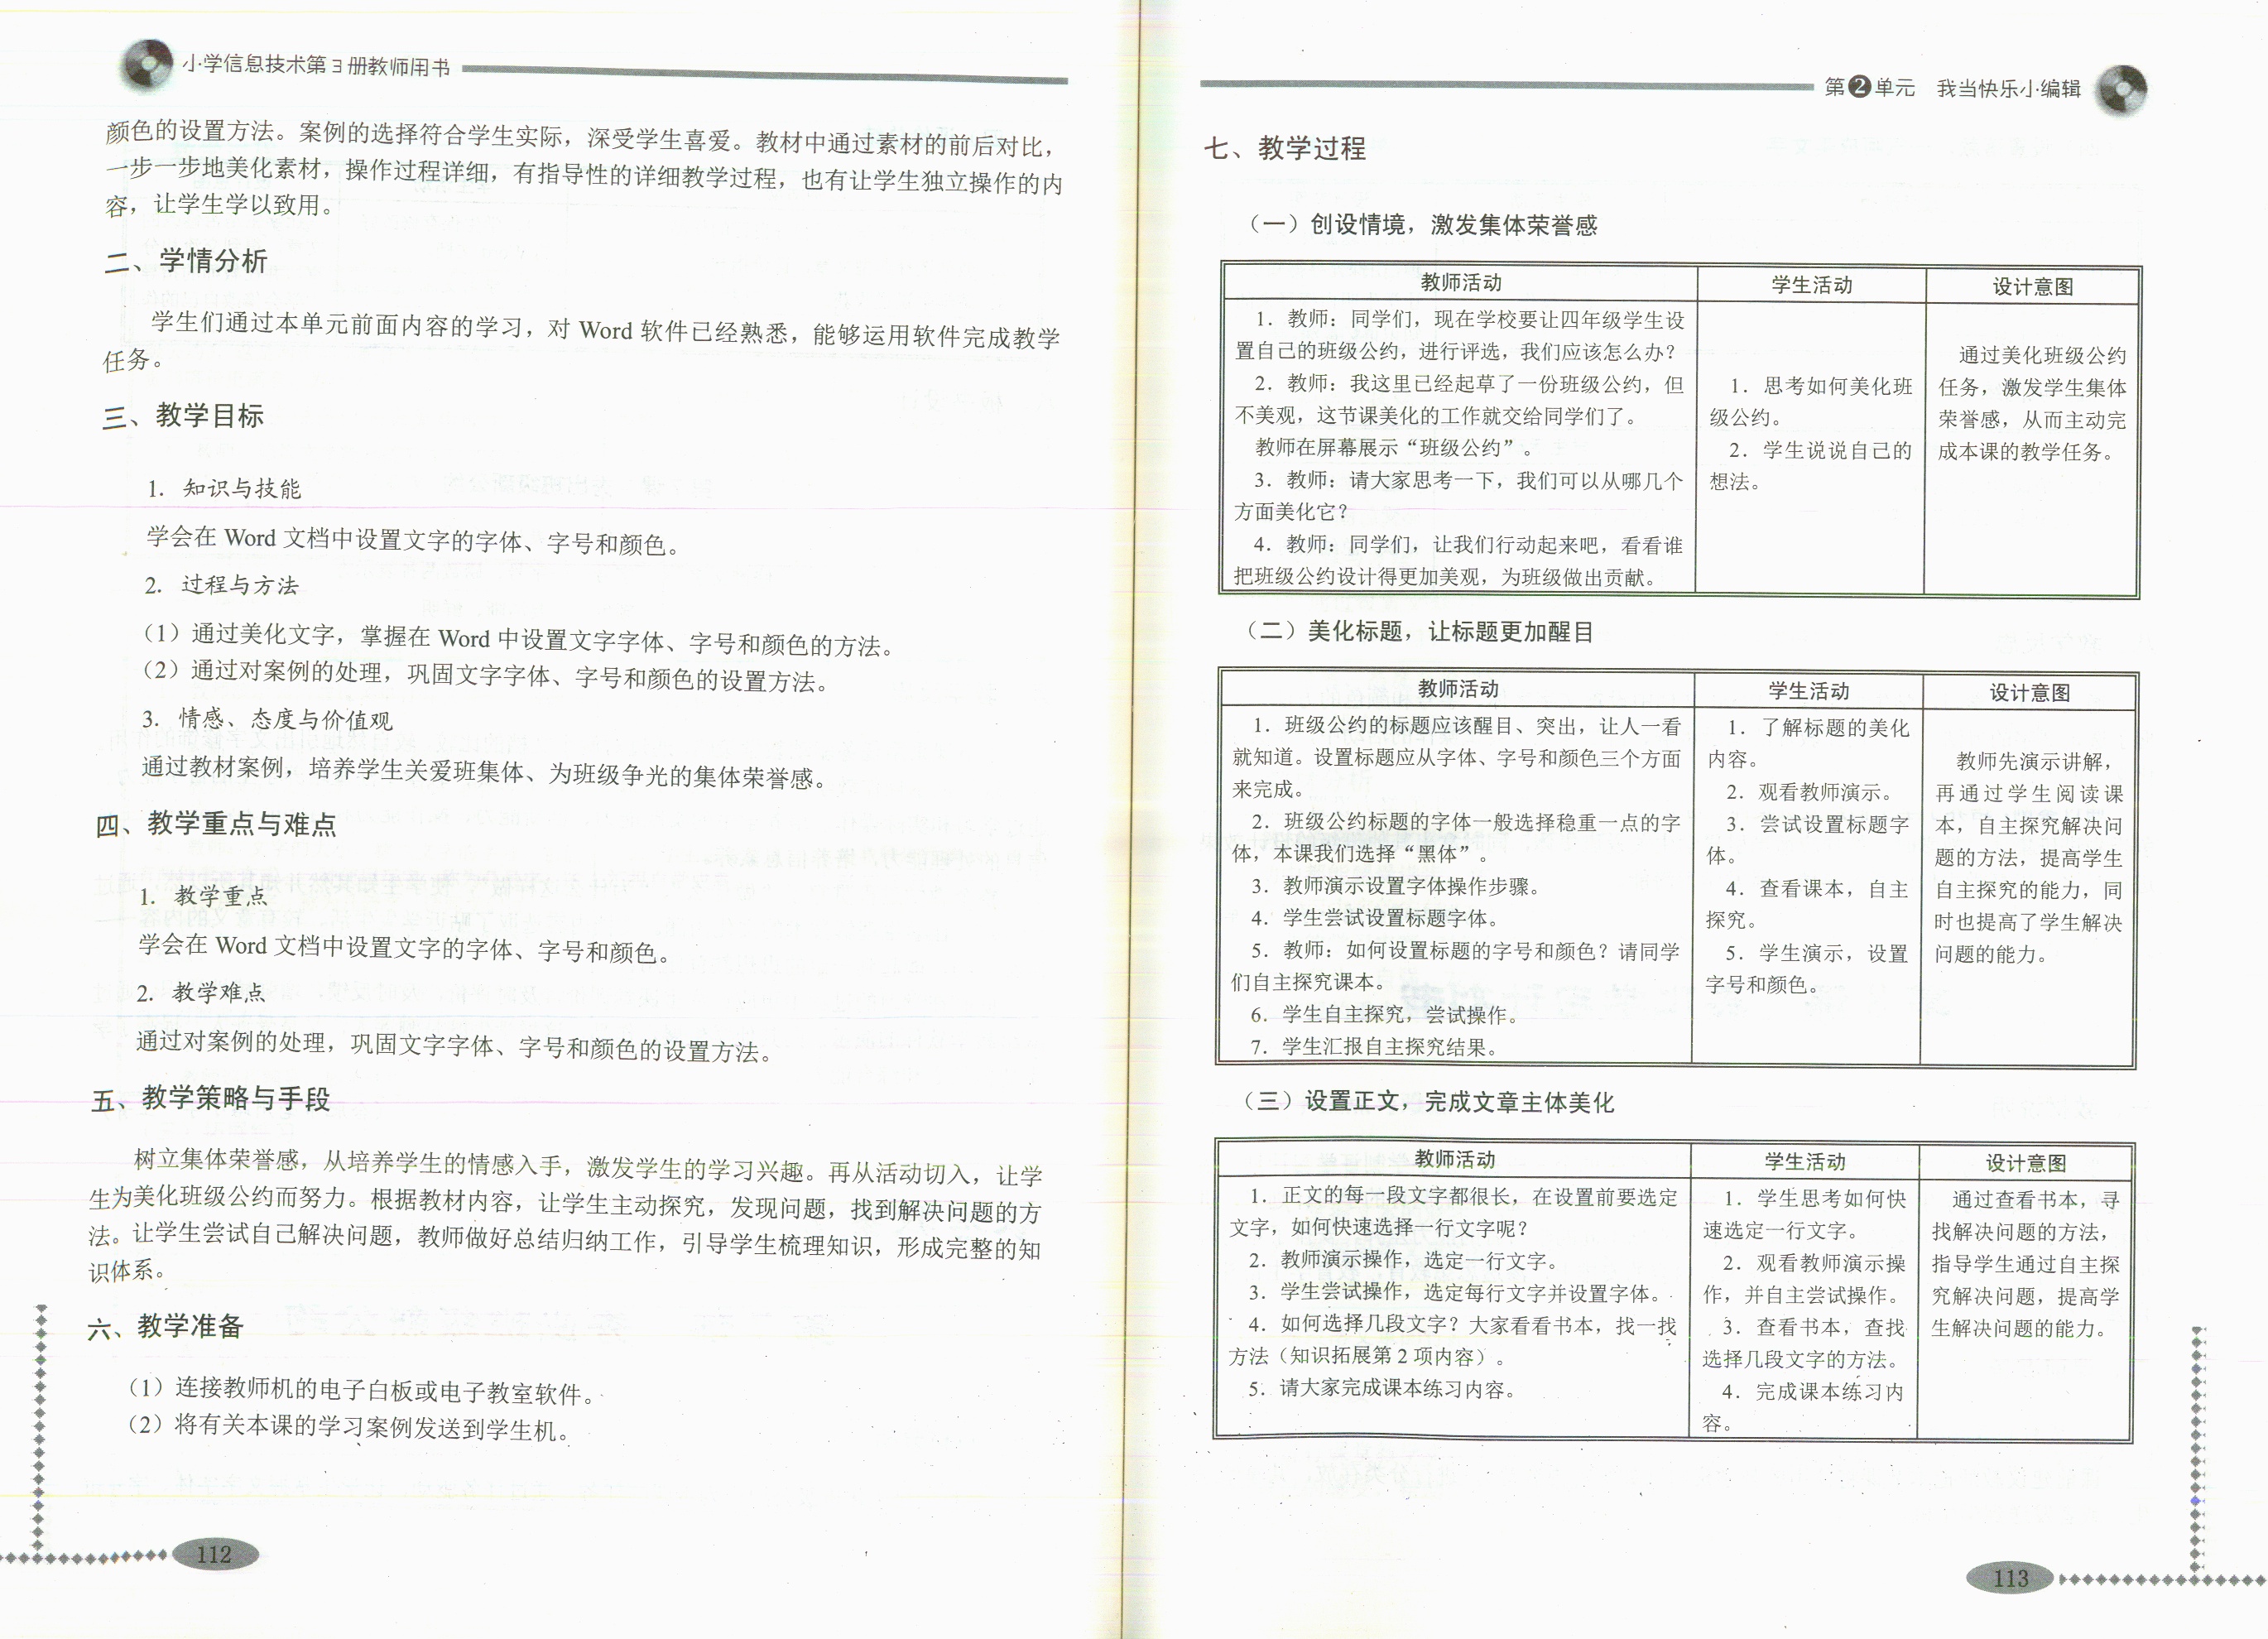 小学信息技术第3册教师用书
颜色的设置方法。案例的选择符合学生实际，深受学生喜爱。教材中通过素材的前后对比，
一步一步地美化素材，操作过程详细，有指导性的详细教学过程，也有让学生独立操作的内
容，让学生学以致用。
二、学情分析
学生们通过本单元前面内容的学习，对 Word 软件已经熟悉，能够运用软件完成教学
任务。
三、教学目标
1. 知识与技能
学会在 Word 文档中设置文字的字体、字号和颜色。
2. 过程与方法
（1）通过美化文字，掌握在 Word 中设置文字字体、字号和颜色的方法。
（2）通过对案例的处理，巩固文字字体、字号和颜色的设置方法。
3. 情感、态度与价值观
通过教材案例，培养学生关爱班集体、为班级争光的集体荣誉感。
四、教学重点与难点
1. 教学重点
学会在 Word 文档中设置文字的字体、字号和颜色。
2. 教学难点
通过对案例的处理，巩固文字字体、字号和颜色的设置方法。
五、教学策略与手段
树立集体荣誉感，从培养学生的情感入手，激发学生的学习兴趣。再从活动切入，让学
生为美化班级公约而努力。根据教材内容，让学生主动探究，发现问题，找到解决问题的方
法。让学生尝试自己解决问题，教师做好总结归纳工作，引导学生梳理知识，形成完整的知
识体系。
六、教学准备
（1）连接教师机的电子白板或电子教室软件。
（2）将有关本课的学习案例发送到学生机。
112
第2单元 我当快乐小编辑
七、教学过程
（一）创设情境，激发集体荣誉感
教师活动
学生活动
设计意图
1．教师：同学们，现在学校要让四年级学生设
置自己的班级公约，进行评选，我们应该怎么办？
2．教师：我这里已经起草了一份班级公约，但
不美观，这节课美化的工作就交给同学们了。
教师在屏幕展示“班级公约”。
3．教师：请大家思考一下，我们可以从哪几个
方面美化它？
4．教师：同学们，让我们行动起来吧，看看谁
把班级公约设计得更加美观，为班级做出贡献。
1．思考如何美化班
级公约。
2．学生说说自己的
想法。
通过美化班级公约
任务，激发学生集体
荣誉感，从而主动完
成本课的教学任务。
（二）美化标题，让标题更加醒目
教师活动
学生活动
设计意图
1．班级公约的标题应该醒目、突出，让人一看
就知道。设置标题应从字体、字号和颜色三个方面
来完成。
2．班级公约标题的字体一般选择稳重一点的字
体，本课我们选择“黑体”。
3．教师演示设置字体操作步骤。
4．学生尝试设置标题字体。
5．教师：如何设置标题的字号和颜色？请同学
们自主探究课本。
6．学生自主探究，尝试操作。
7．学生汇报自主探究结果。
1．了解标题的美化
内容。
2．观看教师演示。
3．尝试设置标题字
体。
4．查看课本，自主
探究。
5．学生演示，设置
字号和颜色。
教师先演示讲解，
再通过学生阅读课
本，自主探究解决问
题的方法，提高学生
自主探究的能力，同
时也提高了学生解决
问题的能力。
（三）设置正文，完成文章主体美化
教师活动
学生活动
设计意图
1．正文的每一段文字都很长，在设置前要选定
文字，如何快速选择一行文字呢？
2．教师演示操作，选定一行文字。
3．学生尝试操作，选定每行文字并设置字体。
4．如何选择几段文字？大家看看书本，找一找
方法（知识拓展第 2 项内容）。
5．请大家完成课本练习内容。
1．学生思考如何快
速选定一行文字。
2．观看教师演示操
作，并自主尝试操作。
3．查看书本，查找
选择几段文字的方法。
4．完成课本练习内
容。
通过查看书本，寻
找解决问题的方法，
指导学生通过自主探
究解决问题，提高学
生解决问题的能力。
113